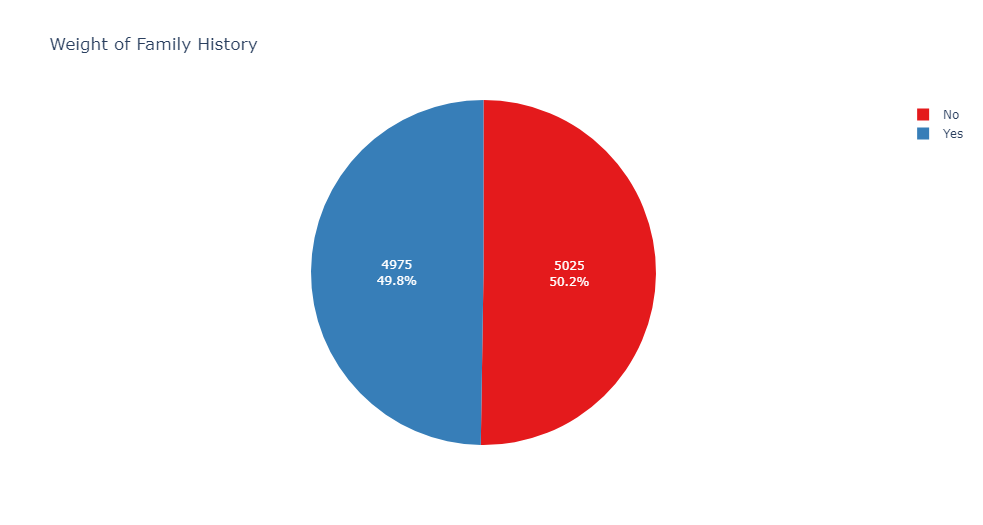 Weight of Family History
No
Yes
4975
49.8%
5025
50.2%